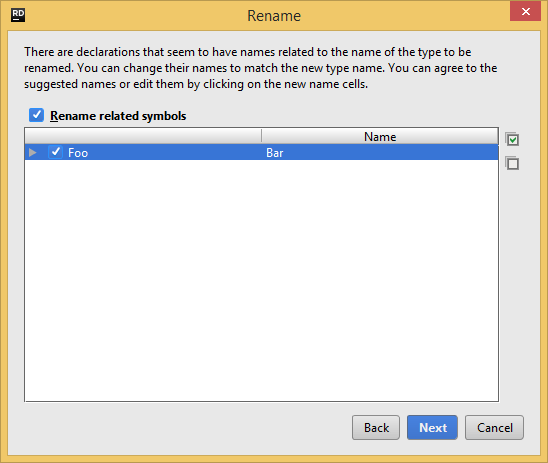 RD
Rename
There are declarations that seem to have names related to the name of the type to be
renamed. You can change their names to match the new type name. You can agree to the
suggested names or edit them by clicking on the new name cells.
Rename related symbols
Name
Foo Bar
Back Next Cancel